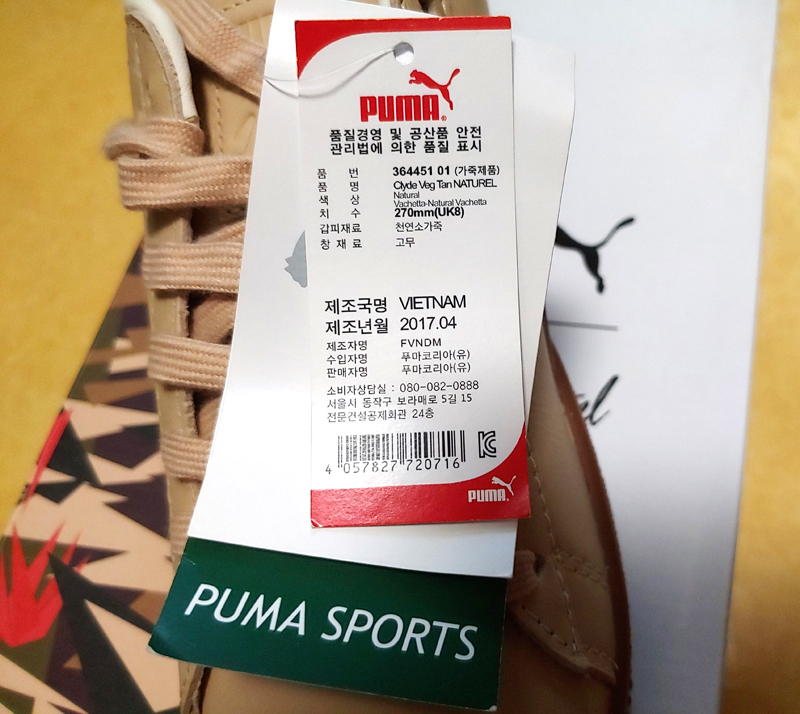 PUMA
품질경영 및 공산품 안전
관리법에 의한 품질 표시
품 번 364451 01 (가죽제품)
품 명 Clyde Veg Tan NATUREL
색 상 Natural
Vachetta-Natural Vachetta
치 수 270mm(UK8)
갑피재료 천연소가죽
창 재 료 고무
제조국명 VIETNAM
제조년월 2017.04
제조자명 FVNDM
수입자명 푸마코리아(유)
판매자명 푸마코리아(유)
소비자상담실 : 080-082-0888
서울시 동작구 보라매로 5길 15
전문건설공제회관 24층
4 057827 720716
PUMA
PUMA SPORTS